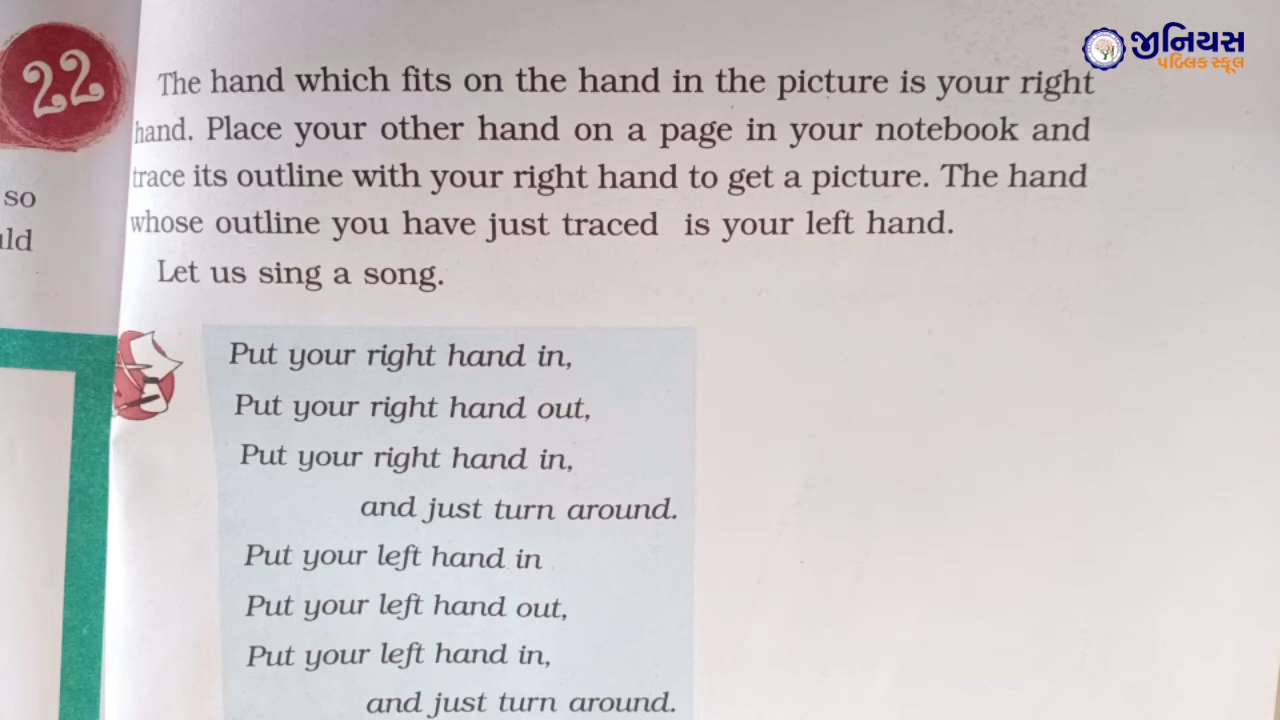 જીનિયસ
પબ્લિક સ્કૂલ
22
so
uld
The hand which fits on the hand in the picture is your right
hand. Place your other hand on a page in your notebook and
trace its outline with your right hand to get a picture. The hand
whose outline you have just traced is your left hand.
Let us sing a song.
Put your right hand in,
Put your right hand out,
Put your right hand in,
and just turn around.
Put your left hand in
Put your left hand out,
Put your left hand in,
and just turn around.